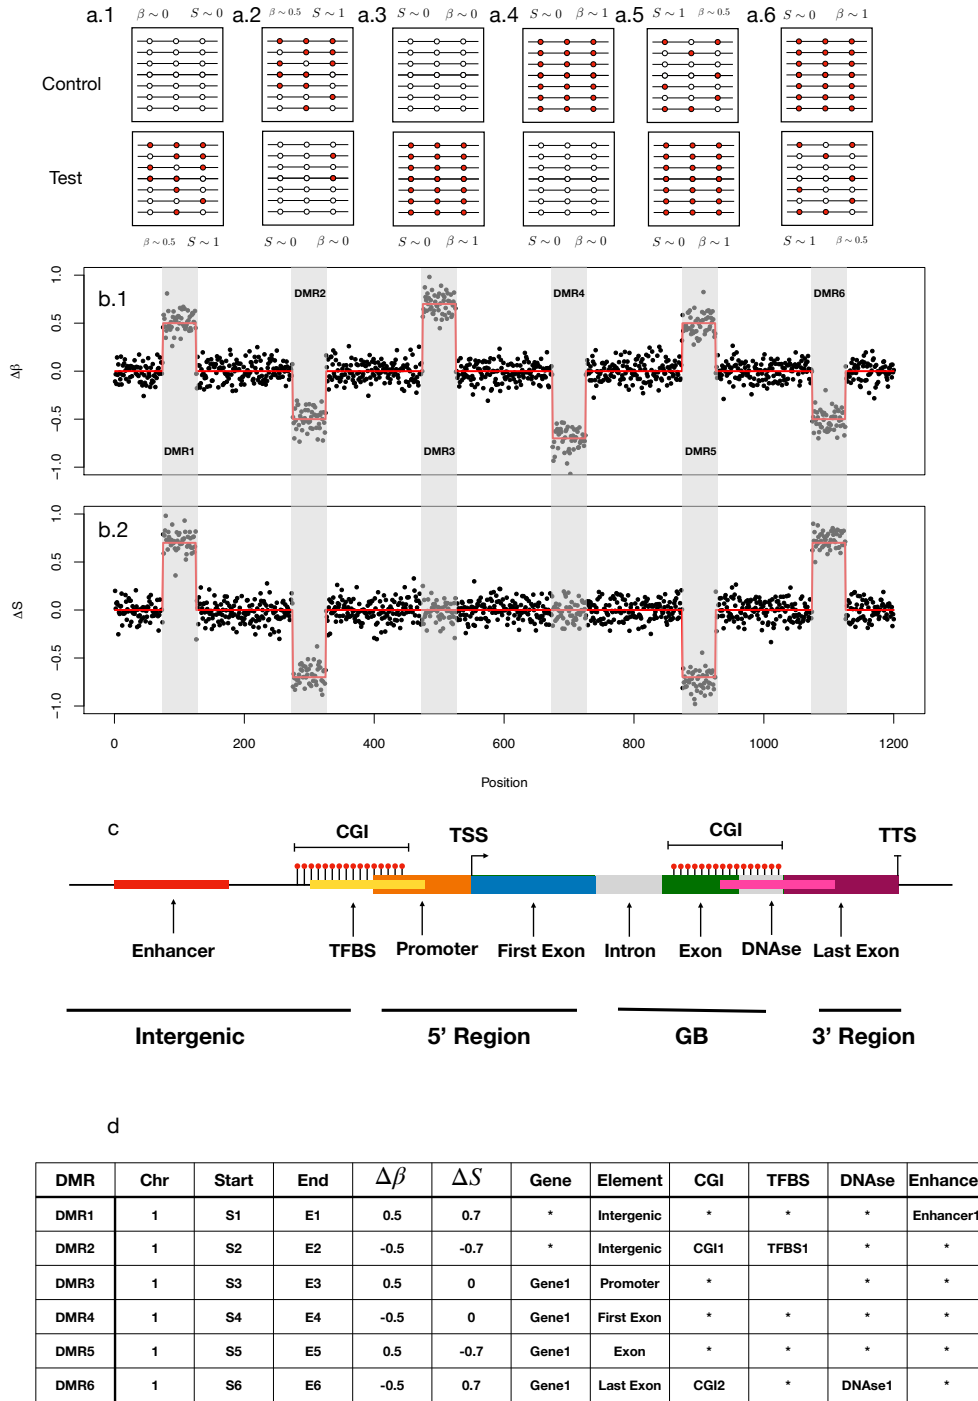 a.1 β ~ 0 S ~ 0 a.2 β ~ 0.5 S ~ 1 a.3 S ~ 0 β ~ 0 a.4 S ~ 0 β ~ 1 a.5 S ~ 1 β ~ 0.5 a.6 S ~ 0 β ~ 1
Control
Test
β ~ 0.5 S ~ 1 S ~ 0 β ~ 0 S ~ 0 β ~ 1 S ~ 0 β ~ 0 S ~ 0 β ~ 1 S ~ 1 β ~ 0.5
b.1
Δβ
1.0
0.5
0.0
−0.5
−1.0
DMR2 DMR4 DMR6
DMR1 DMR3 DMR5
b.2
ΔS
1.0
0.5
0.0
−0.5
−1.0
0 200 400 600 800 1000 1200
Position
c
CGI TSS CGI TTS
Enhancer TFBS Promoter First Exon Intron Exon DNAse Last Exon
Intergenic 5’ Region GB 3’ Region
d
DMR Chr Start End Δβ ΔS Gene Element CGI TFBS DNAse Enhance
DMR1 1 S1 E1 0.5 0.7 * Intergenic * * * Enhancer1
DMR2 1 S2 E2 -0.5 -0.7 * Intergenic CGI1 TFBS1 * *
DMR3 1 S3 E3 0.5 0 Gene1 Promoter * * *
DMR4 1 S4 E4 -0.5 0 Gene1 First Exon * * * *
DMR5 1 S5 E5 0.5 -0.7 Gene1 Exon * * * *
DMR6 1 S6 E6 -0.5 0.7 Gene1 Last Exon CGI2 * DNAse1 *